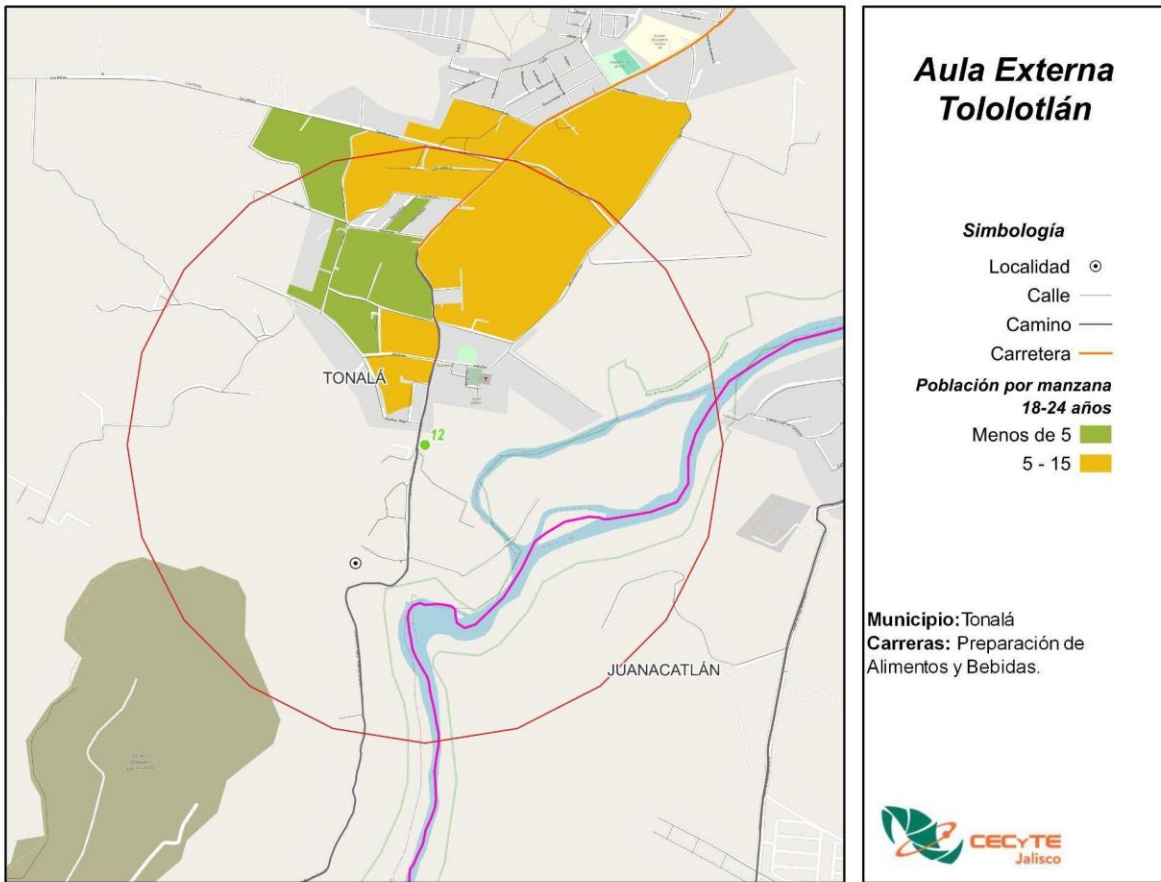 TONALÁ
12
JUANACATLÁN
Aula Externa
Tololotlán
Simbología
Localidad
Calle
Camino
Carretera
Población por manzana
18-24 años
Menos de 5
5 - 15
Municipio: Tonalá
Carreras: Preparación de
Alimentos y Bebidas.
CECyTE
Jalisco